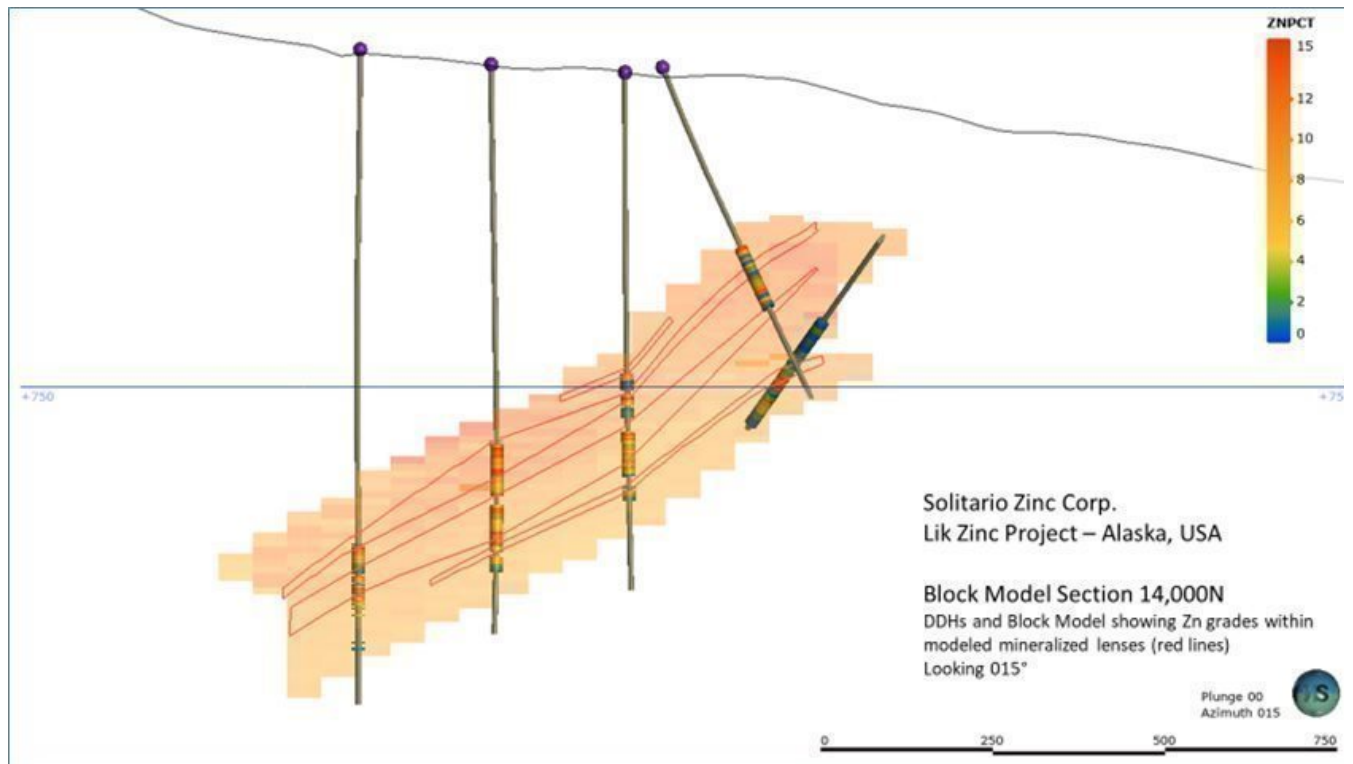 ZNPCT
15
12
10
8
6
4
2
0
+750
+75
Solitario Zinc Corp.
Lik Zinc Project – Alaska, USA
Block Model Section 14,000N
DDHs and Block Model showing Zn grades within
modeled mineralized lenses (red lines)
Looking 015°
Plunge 00
Azimuth 015
S
0
250
500
750